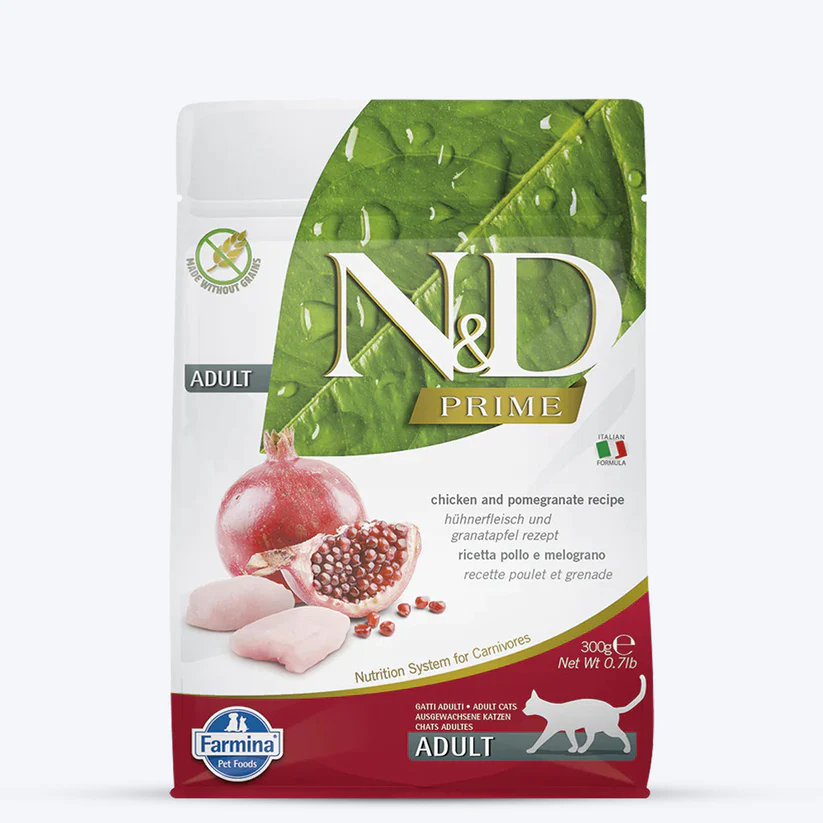 MADE WITHOUT GRAINS
ADULT
N&D
PRIME
ITALIAN
FORMULA
chicken and pomegranate recipe
hühnerfleisch und
granatapfel rezept
ricetta pollo e melograno
recette poulet et grenade
Nutrition System for Carnivores
300g℮
Net Wt 0.7lb
GATTI ADULTI • ADULT CATS
AUSGEWACHSENE KATZEN
CHATS ADULTES
ADULT
Farmina®
Pet Foods